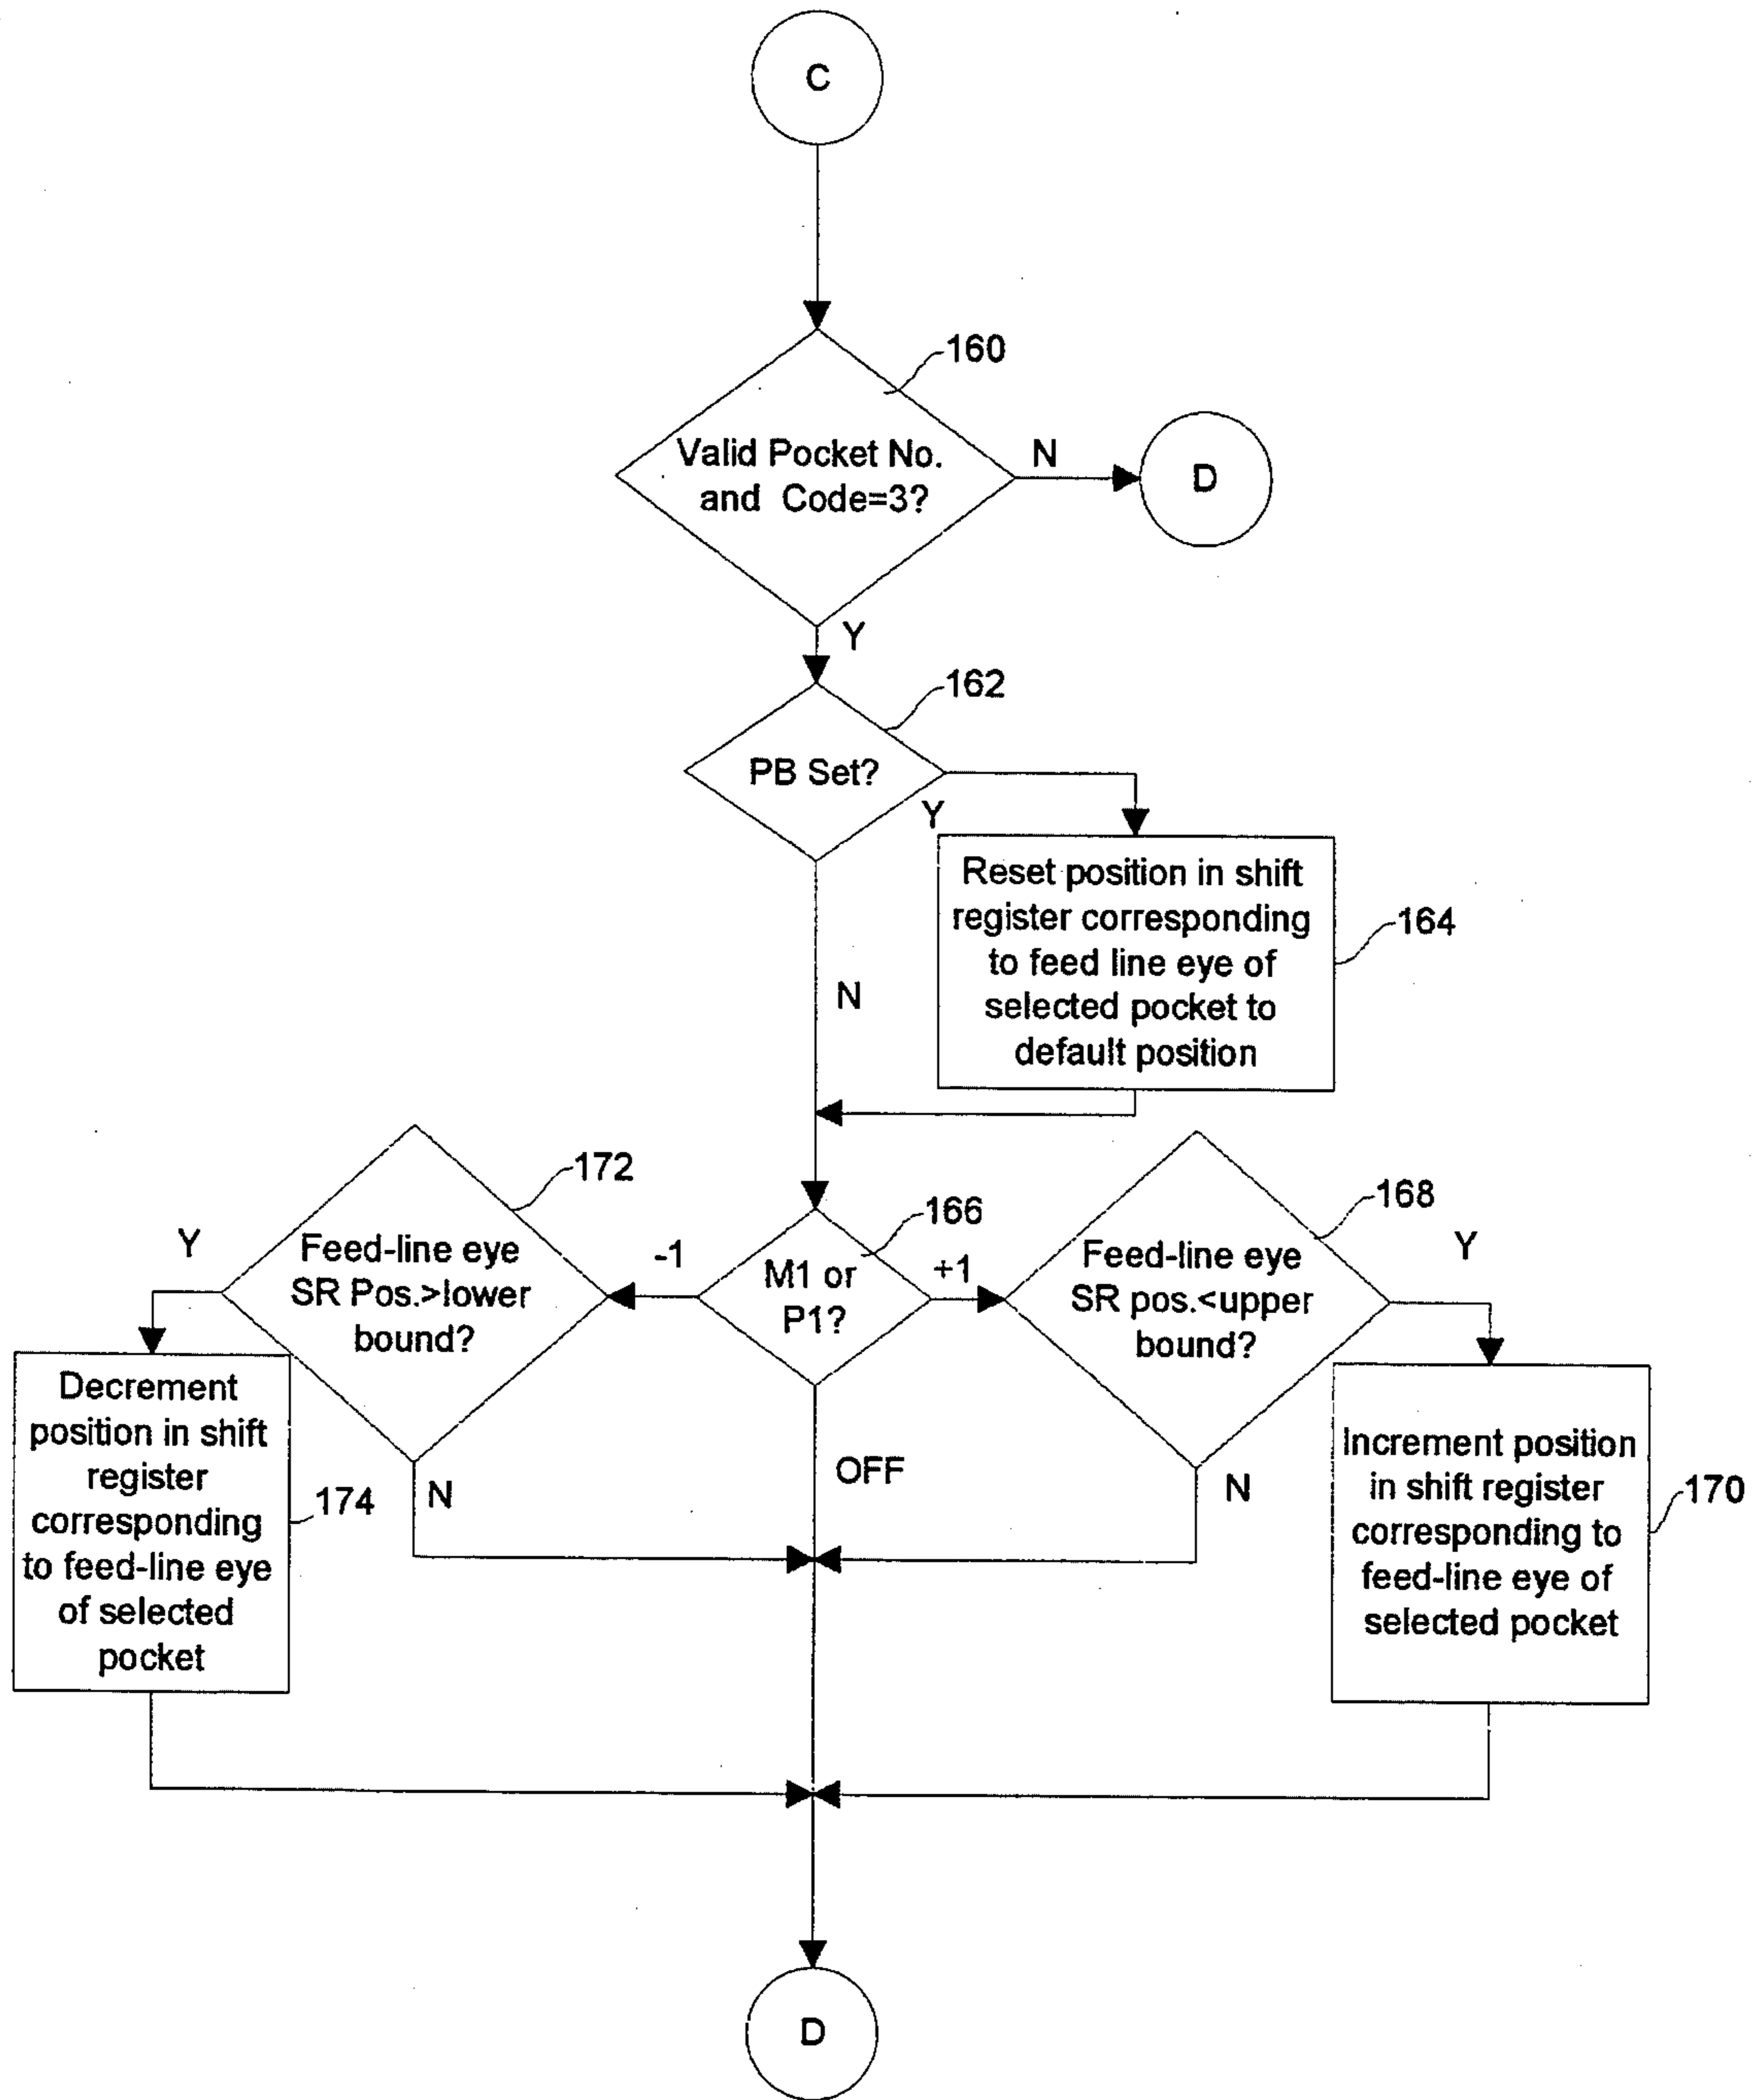 C
160
Valid Pocket No.
and Code=3?
N
D
Y
162
PB Set?
Y
Reset position in shift
register corresponding
to feed line eye of
selected pocket to
default position
164
N
172
Y
Feed-line eye
SR Pos.>lower
bound?
-1
166
M1 or
P1?
+1
168
Feed-line eye
SR pos.<upper
bound?
Y
Decrement
position in shift
register
corresponding
to feed-line eye
of selected
pocket
174
N
OFF
N
Increment position
in shift register
corresponding to
feed-line eye of
selected pocket
170
D